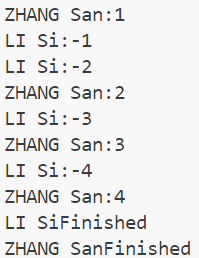 ZHANG San:1
LI Si:-1
LI Si:-2
ZHANG San:2
LI Si:-3
ZHANG San:3
LI Si:-4
ZHANG San:4
LI SiFinished
ZHANG SanFinished